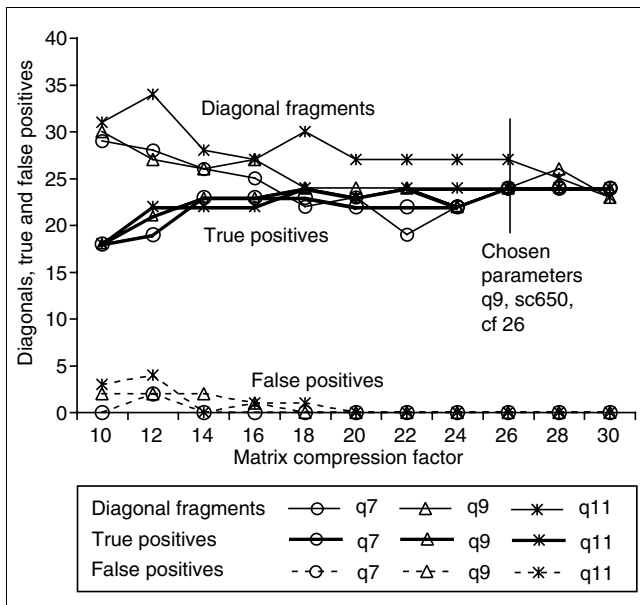 40
35
30
25
20
15
10
5
0
Diagonals, true and false positives
Diagonal fragments
True positives
False positives
Chosen
parameters
q9, sc650,
cf 26
10 12 14 16 18 20 22 24 26 28 30
Matrix compression factor
Diagonal fragments q7 q9 q11
True positives q7 q9 q11
False positives q7 q9 q11